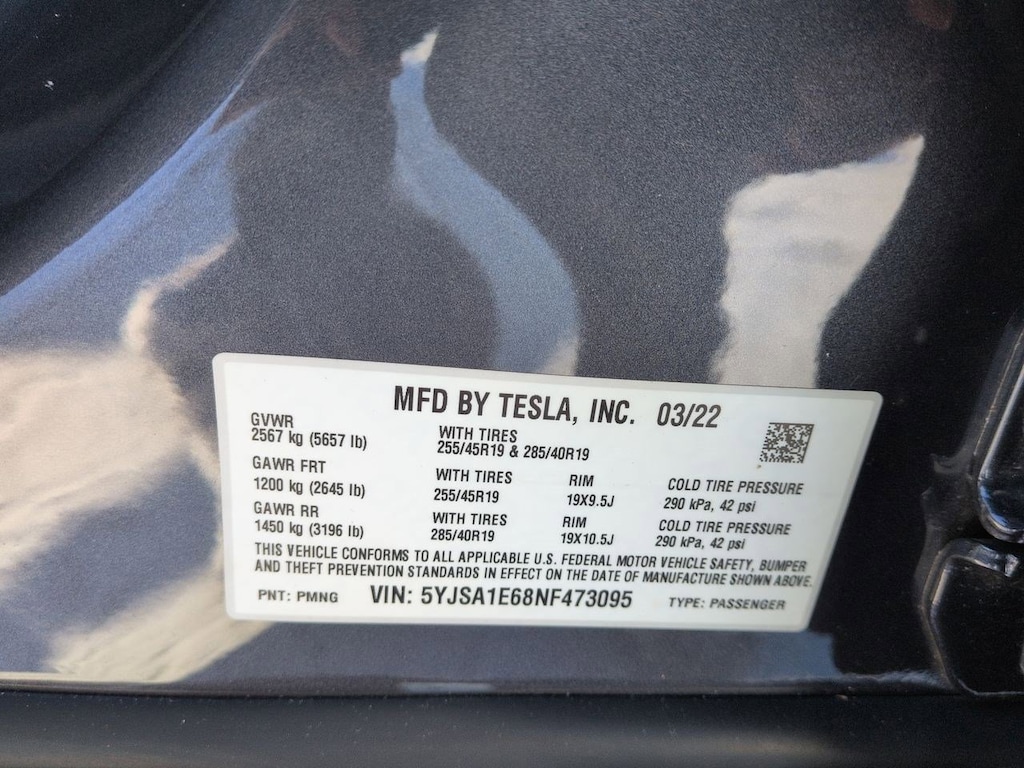 MFD BY TESLA, INC. 03/22
GVWR
2567 kg (5657 lb)
WITH TIRES
255/45R19 & 285/40R19
GAWR FRT
1200 kg (2645 lb)
WITH TIRES
255/45R19
RIM
19X9.5J
COLD TIRE PRESSURE
290 kPa, 42 psi
GAWR RR
1450 kg (3196 lb)
WITH TIRES
285/40R19
RIM
19X10.5J
COLD TIRE PRESSURE
290 kPa, 42 psi
THIS VEHICLE CONFORMS TO ALL APPLICABLE U.S. FEDERAL MOTOR VEHICLE SAFETY, BUMPER
AND THEFT PREVENTION STANDARDS IN EFFECT ON THE DATE OF MANUFACTURE SHOWN ABOVE.
PNT: PMNG VIN: 5YJSA1E68NF473095 TYPE: PASSENGER